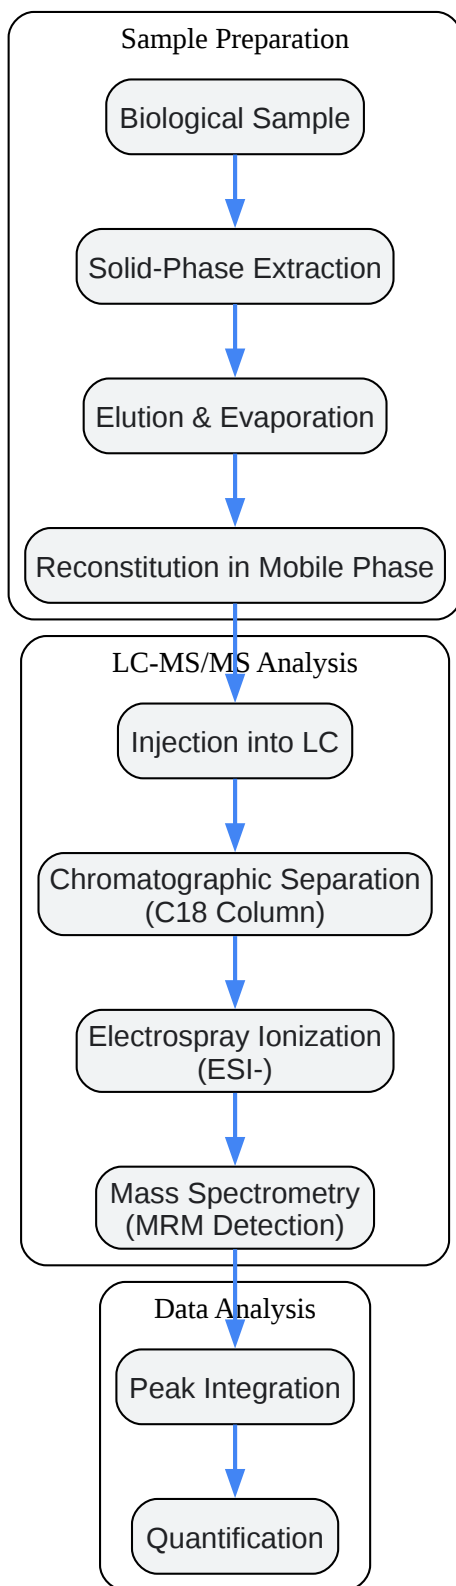 Sample Preparation
Biological Sample
Solid-Phase Extraction
Elution & Evaporation
Reconstitution in Mobile Phase
LC-MS/MS Analysis
Injection into LC
Chromatographic Separation
(C18 Column)
Electrospray Ionization
(ESI-)
Mass Spectrometry
(MRM Detection)
Data Analysis
Peak Integration
Quantification